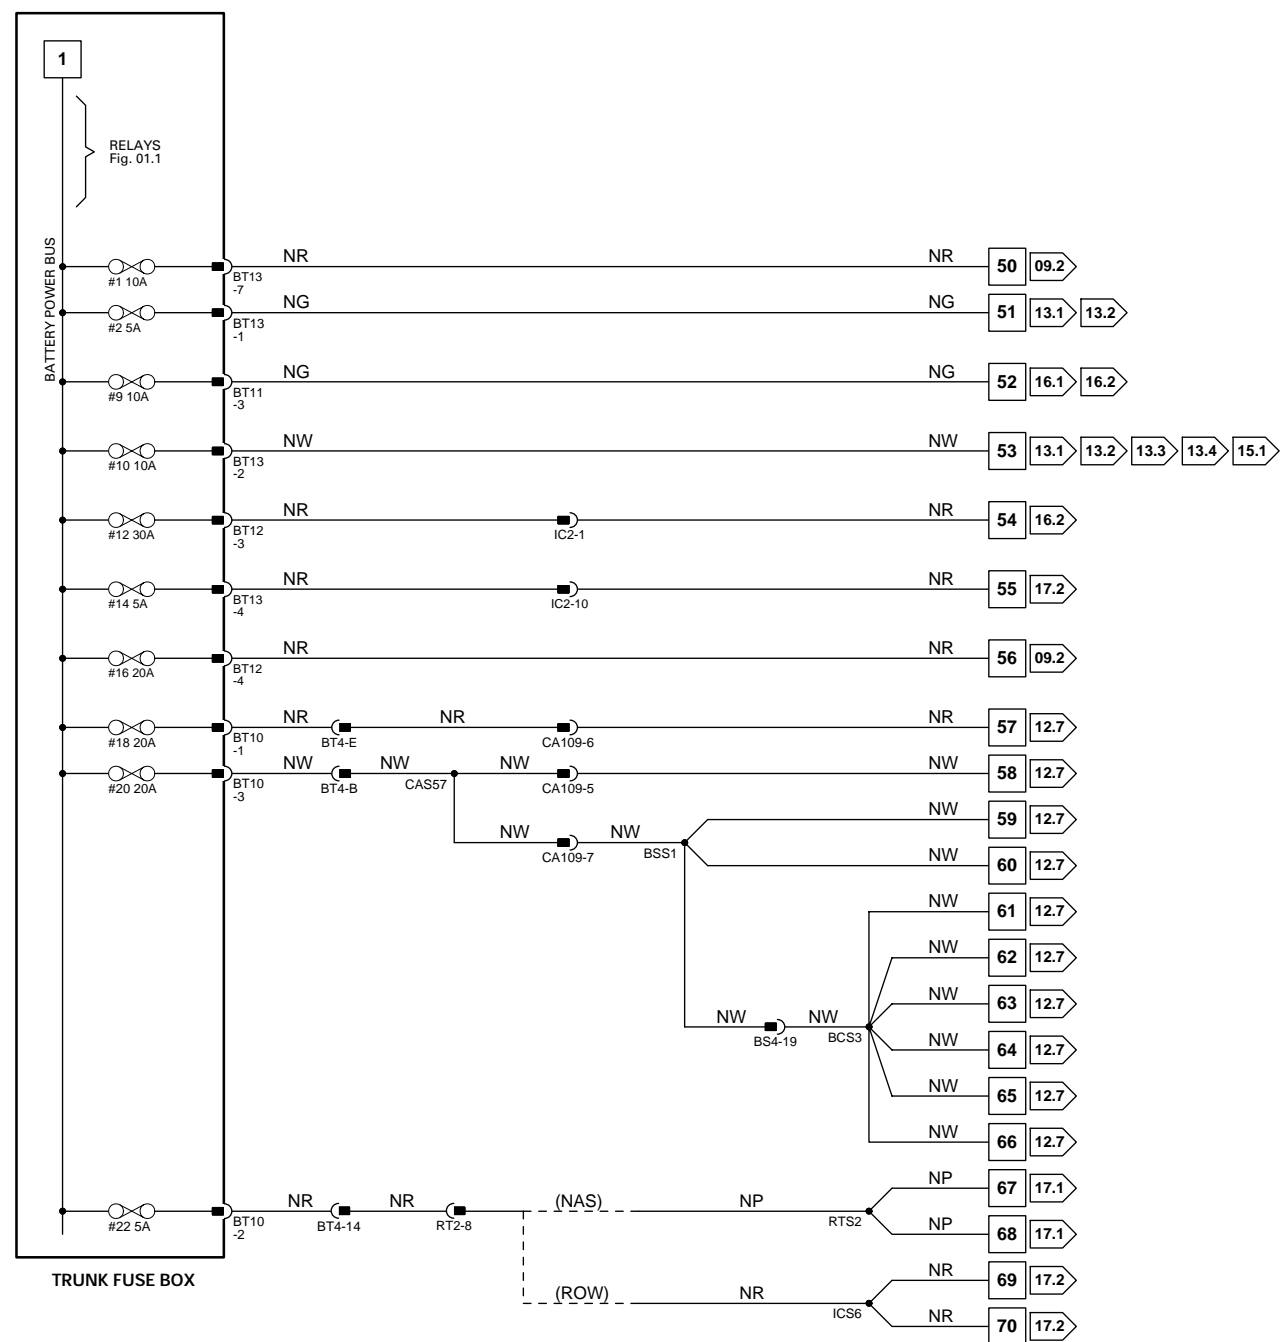 1
RELAYS
Fig. 01.1
BATTERY POWER BUS
#1 10A
BT13
-7
NR
NR
50
09.2
#2 5A
BT13
-1
NG
NG
51
13.1
13.2
#9 10A
BT11
-3
NG
NG
52
16.1
16.2
#10 10A
BT13
-2
NW
NW
53
13.1
13.2
13.3
13.4
15.1
#12 30A
BT12
-3
NR
IC2-1
NR
54
16.2
#14 5A
BT13
-4
NR
IC2-10
NR
55
17.2
#16 20A
BT12
-4
NR
NR
56
09.2
#18 20A
BT10
-1
NR
BT4-E
NR
CA109-6
NR
57
12.7
#20 20A
BT10
-3
NW
BT4-B
NW
CAS57
NW
CA109-5
NW
58
12.7
NW
CA109-7
NW
BSS1
NW
59
12.7
NW
60
12.7
NW
61
12.7
NW
62
12.7
NW
63
12.7
NW
BS4-19
NW
BCS3
NW
64
12.7
NW
65
12.7
NW
66
12.7
#22 5A
BT10
-2
NR
BT4-14
NR
RT2-8
(NAS)
NP
RTS2
NP
67
17.1
NP
68
17.1
(ROW)
NR
ICS6
NR
69
17.2
NR
70
17.2
TRUNK FUSE BOX